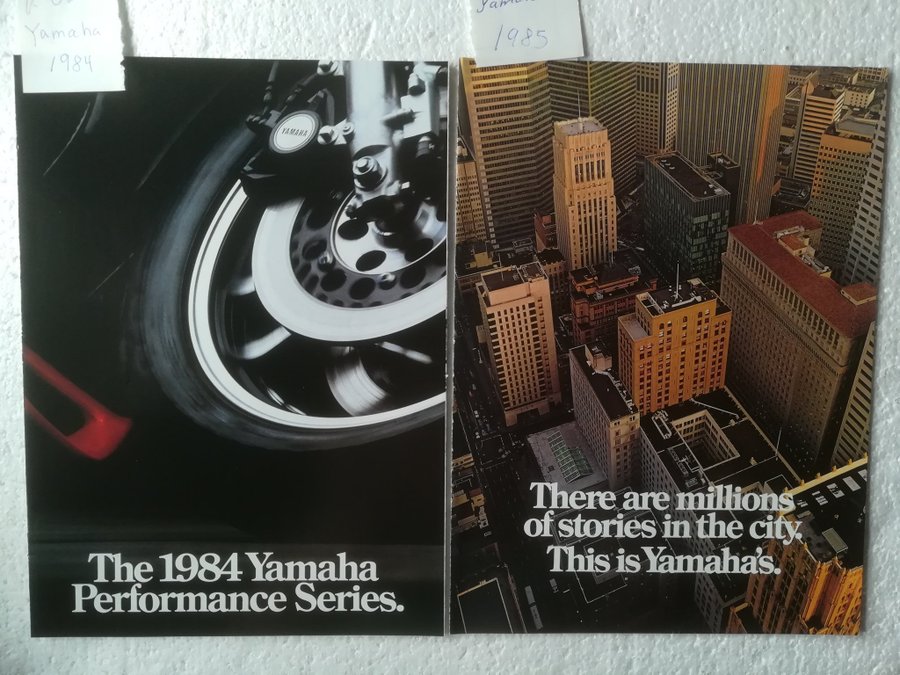 Yamaha
1984
Yamaha
1985
YAMAHA
The 1984 Yamaha
Performance Series.
There are millions
of stories in the city.
This is Yamaha's.